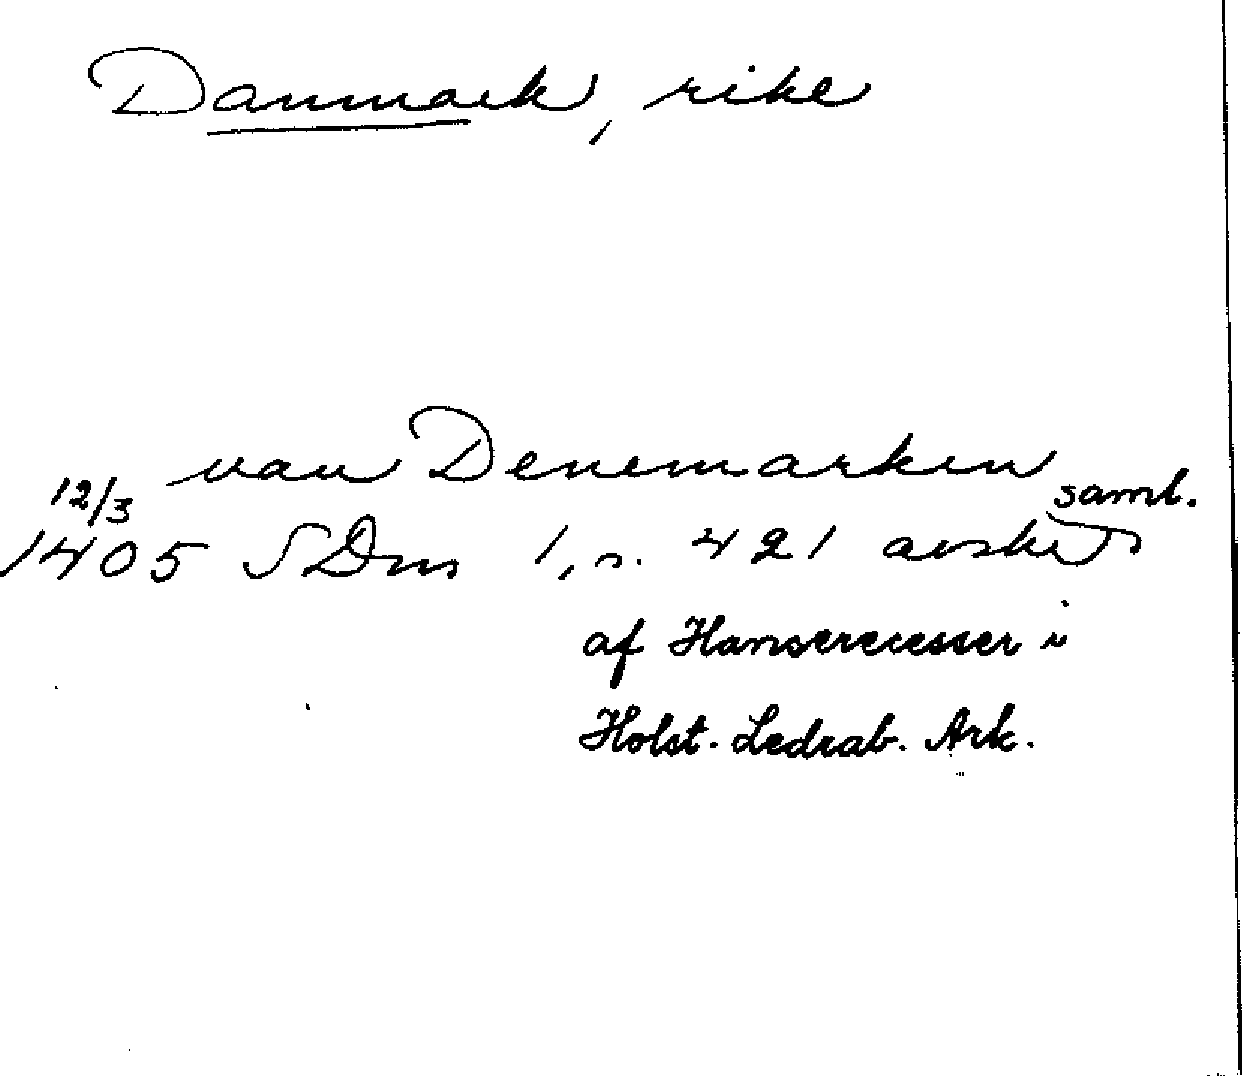 Danmark, rike
van Denemarken
12/3 saml.
1405 SDns 1, s. 421 avskr
af Hanserecesser i
Holst. Ledrab. Ark.